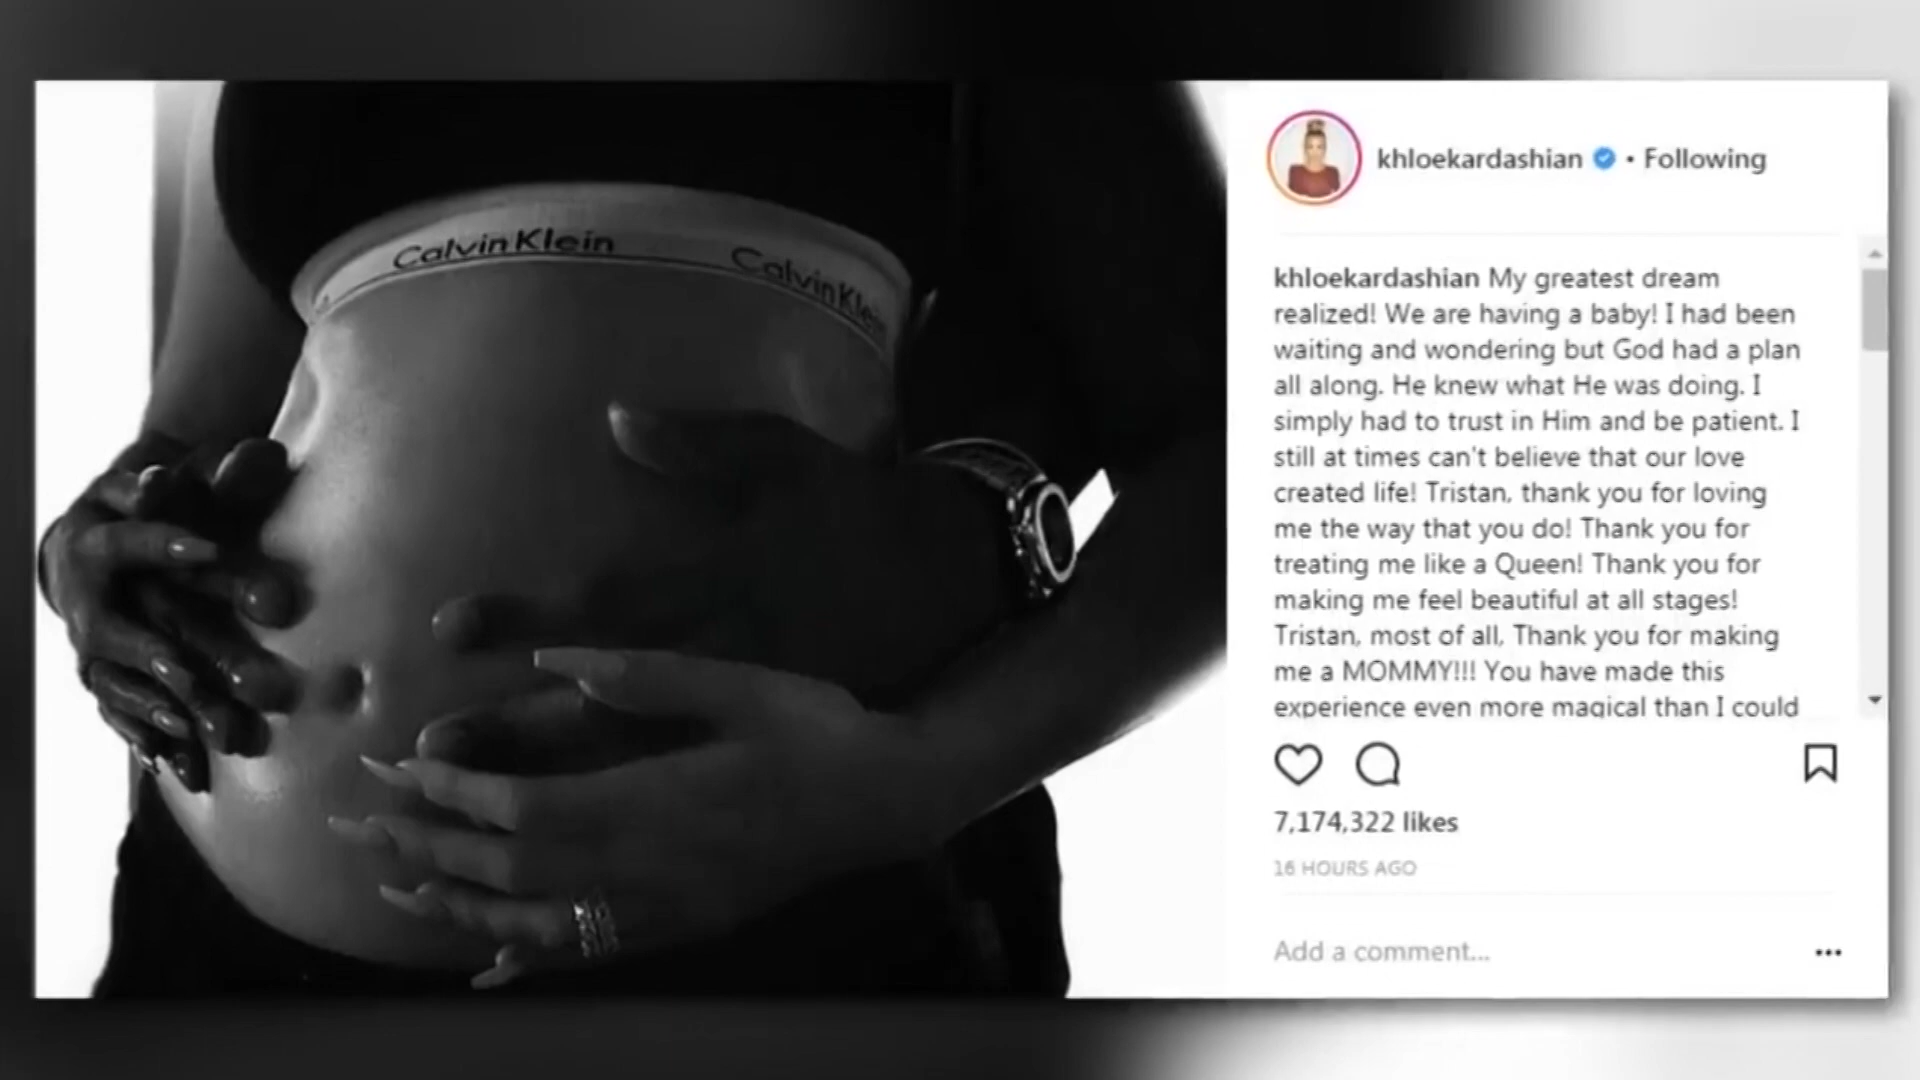 CalvinKlein
CalvinKlein
khloekardashian • Following
khloekardashian My greatest dream
realized! We are having a baby! I had been
waiting and wondering but God had a plan
all along. He knew what He was doing. I
simply had to trust in Him and be patient. I
still at times can't believe that our love
created life! Tristan, thank you for loving
me the way that you do! Thank you for
treating me like a Queen! Thank you for
making me feel beautiful at all stages!
Tristan, most of all, Thank you for making
me a MOMMY!!! You have made this
experience even more magical than I could
7,174,322 likes
16 HOURS AGO
Add a comment...